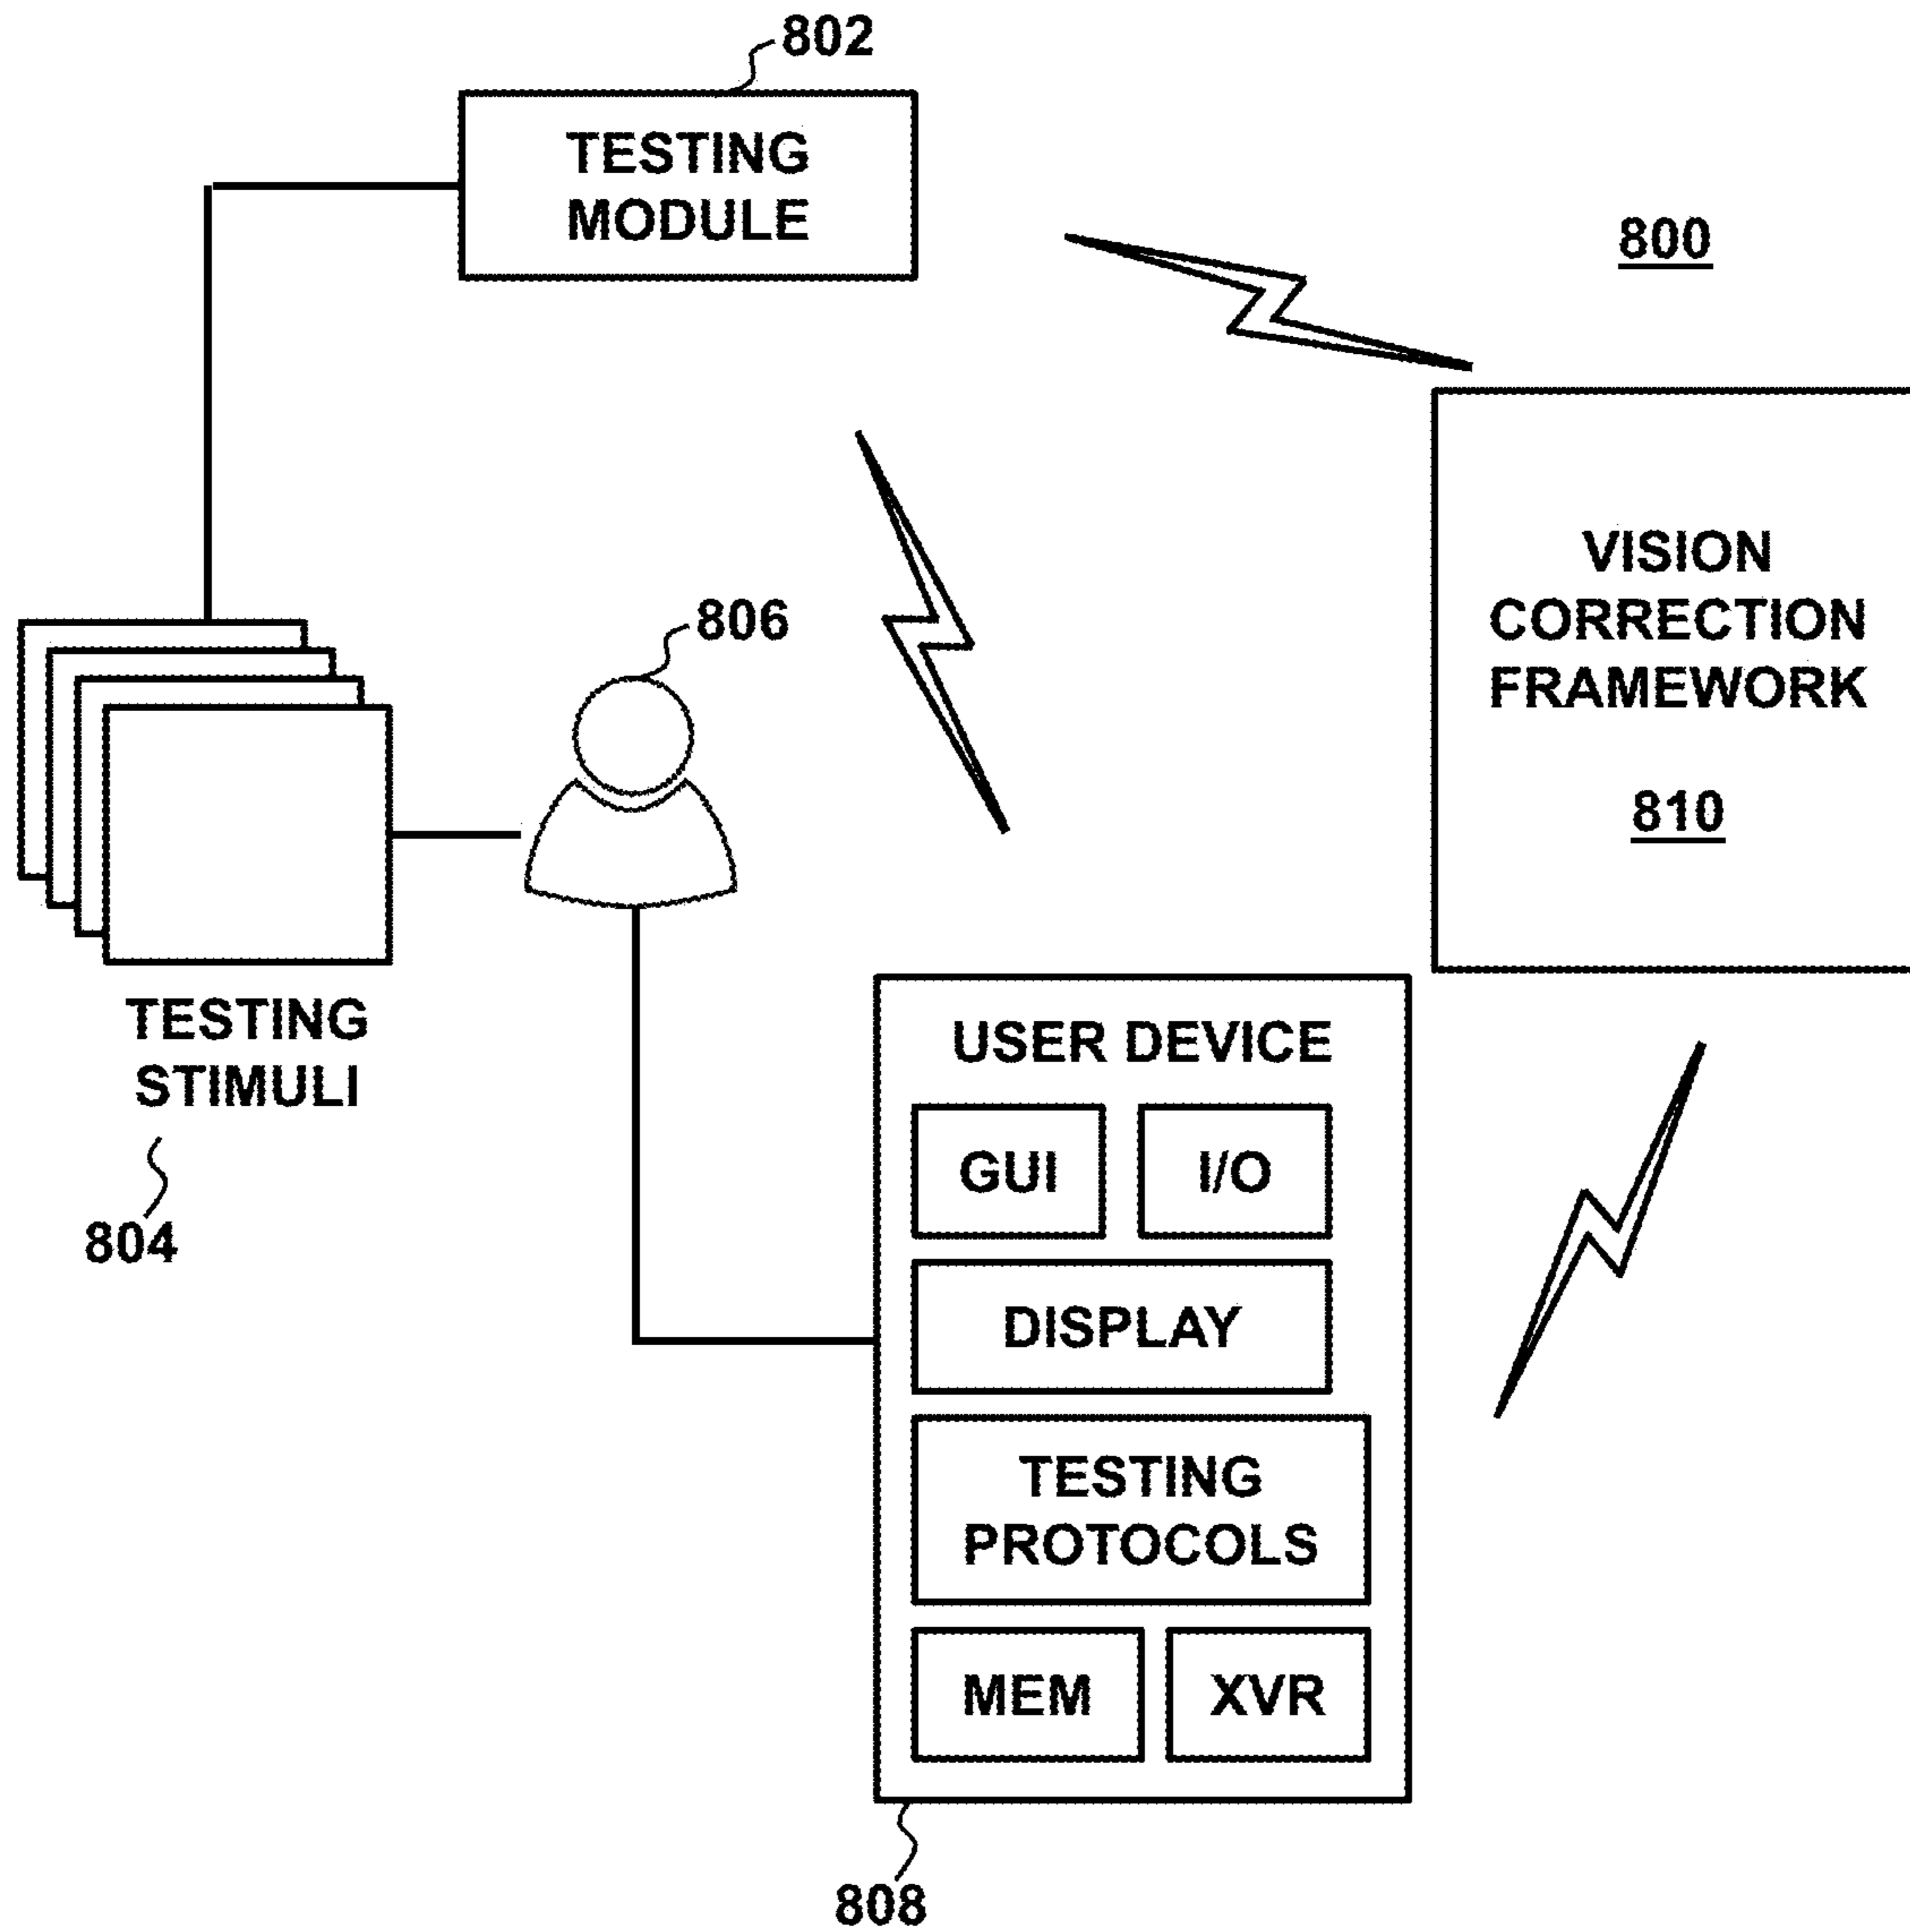 802
TESTING
MODULE
800
VISION
CORRECTION
FRAMEWORK
810
806
TESTING
STIMULI
804
USER DEVICE
GUI
I/O
DISPLAY
TESTING
PROTOCOLS
MEM
XVR
808